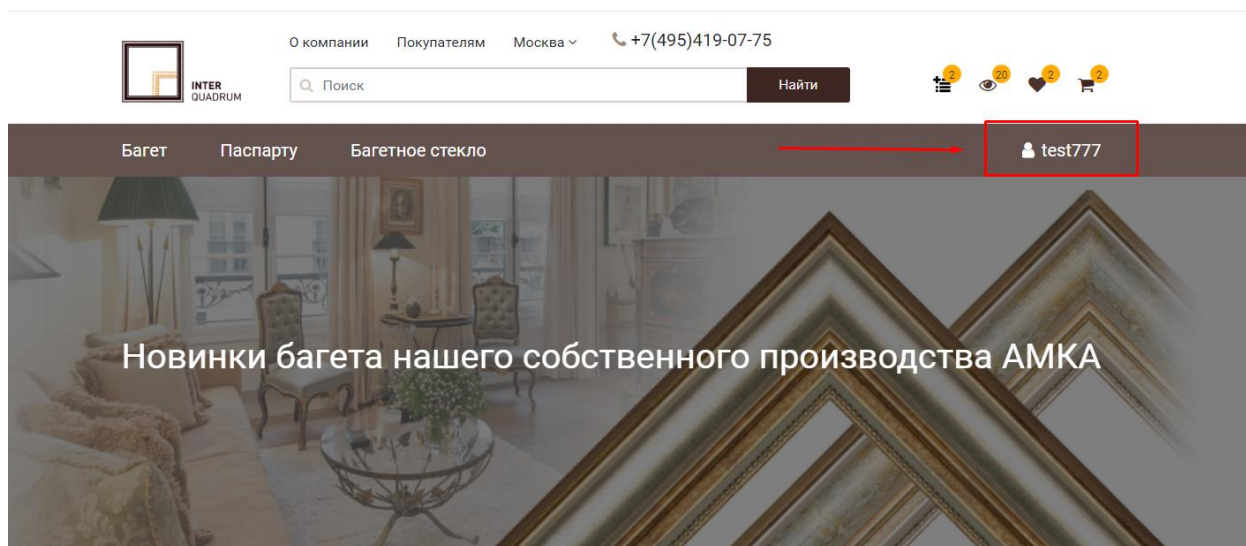 О компании Покупателям Москва +7(495)419-07-75
INTER
QUADRUM
Поиск Найти
2 20 2 2
Багет Паспарту Багетное стекло test777
Новинки багета нашего собственного производства АМКА